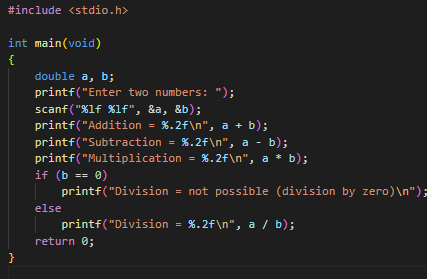 #include <stdio.h>
int main(void)
{
double a, b;
printf("Enter two numbers: ");
scanf("%lf %lf", &a, &b);
printf("Addition = %.2f\n", a + b);
printf("Subtraction = %.2f\n", a - b);
printf("Multiplication = %.2f\n", a * b);
if (b == 0)
printf("Division = not possible (division by zero)\n");
else
printf("Division = %.2f\n", a / b);
return 0;
}